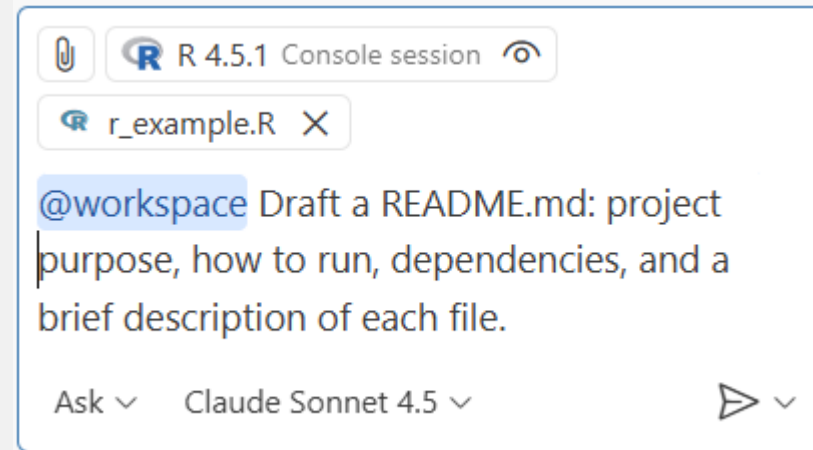 R 4.5.1 Console session
r_example.R
@workspace Draft a README.md: project
purpose, how to run, dependencies, and a
brief description of each file.
Ask Claude Sonnet 4.5